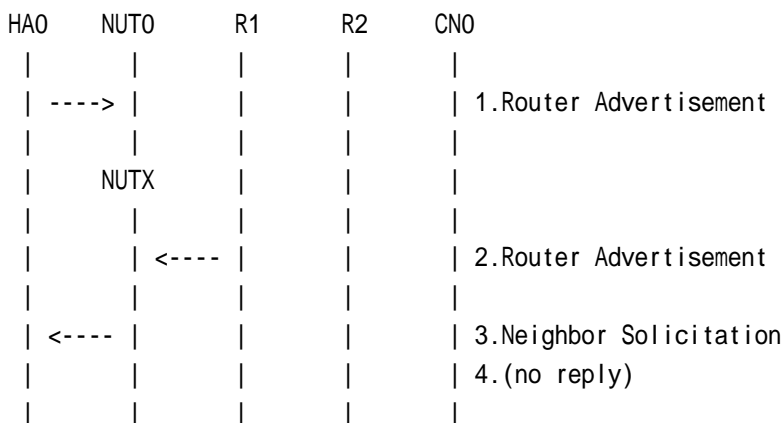 HA0 NUT0 R1 R2 CN0
| | | | |
| ----> | | | | 1.Router Advertisement
| | | | |
| NUTX | | |
| | | | |
| | <---- | | | 2.Router Advertisement
| | | | |
| <---- | | | | 3.Neighbor Solicitation
| | | | | 4.(no reply)
| | | | |